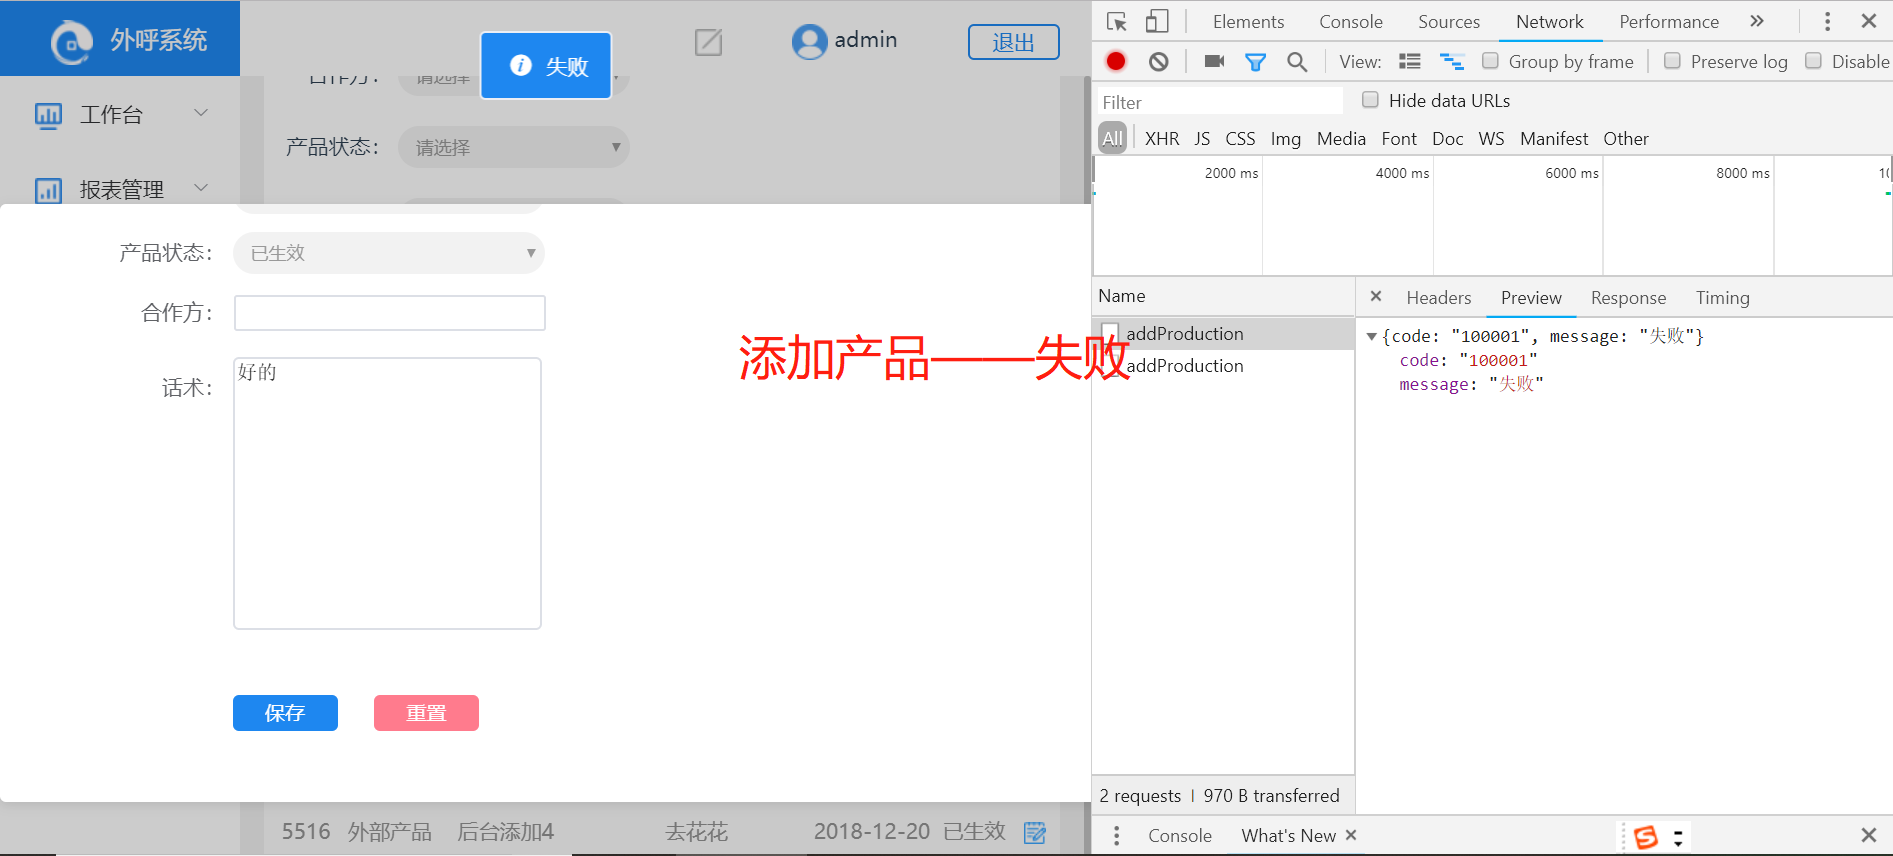 外呼系统
失败
admin
退出
合作方：
请选择
工作台
产品状态：
请选择
报表管理
产品状态：
已生效
合作方：
话术：
好的
添加产品——失败
保存
重置
5516 外部产品 后台添加4 去花花 2018-12-20 已生效
Elements Console Sources Network Performance
View: Group by frame Preserve log Disable
Filter
Hide data URLs
All XHR JS CSS Img Media Font Doc WS Manifest Other
2000 ms 4000 ms 6000 ms 8000 ms
Name
Headers Preview Response Timing
addProduction
addProduction
{code: "100001", message: "失败"}
code: "100001"
message: "失败"
2 requests 970 B transferred
Console What's New